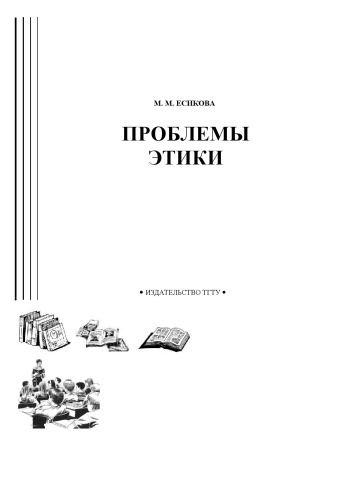 М. М. ЕСИКОВА
ПРОБЛЕМЫ
ЭТИКИ
• ИЗДАТЕЛЬСТВО ТГТУ •